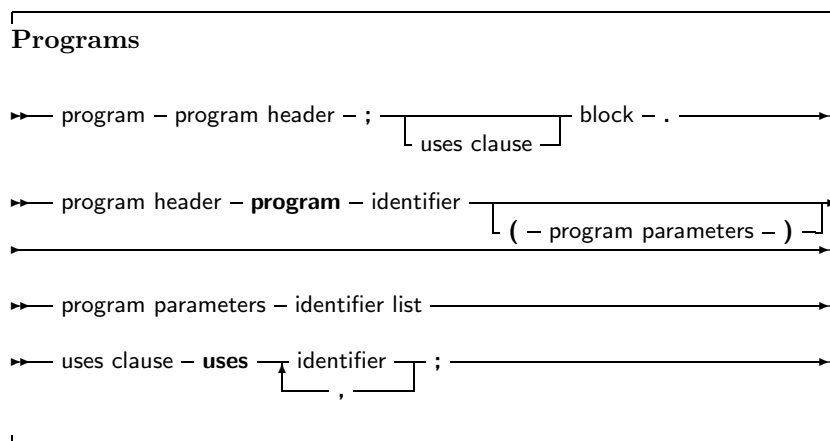 Programs
program program header ; block .
uses clause
program header program identifier
( program parameters )
program parameters identifier list
uses clause uses identifier ;
,